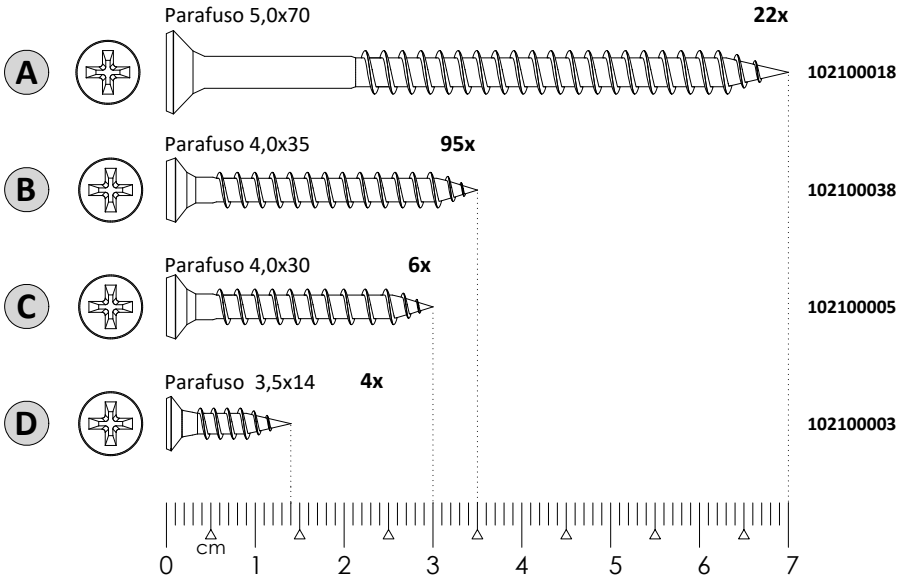 Parafuso 5,0x70 22x
A 102100018
Parafuso 4,0x35 95x
B 102100038
Parafuso 4,0x30 6x
C 102100005
Parafuso 3,5x14 4x
D 102100003
cm
0 1 2 3 4 5 6 7